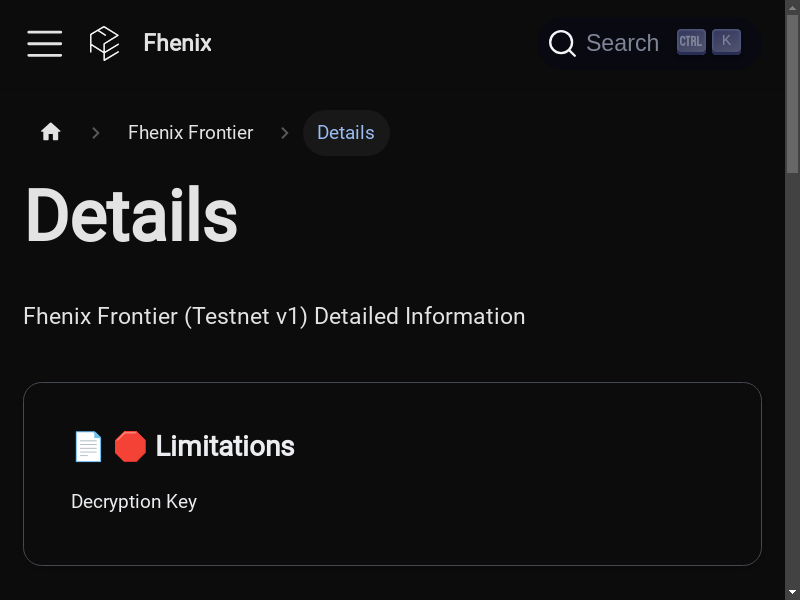 Fhenix
Search CTRL K
Fhenix Frontier Details
Details
Fhenix Frontier (Testnet v1) Detailed Information
📄 🛑 Limitations
Decryption Key